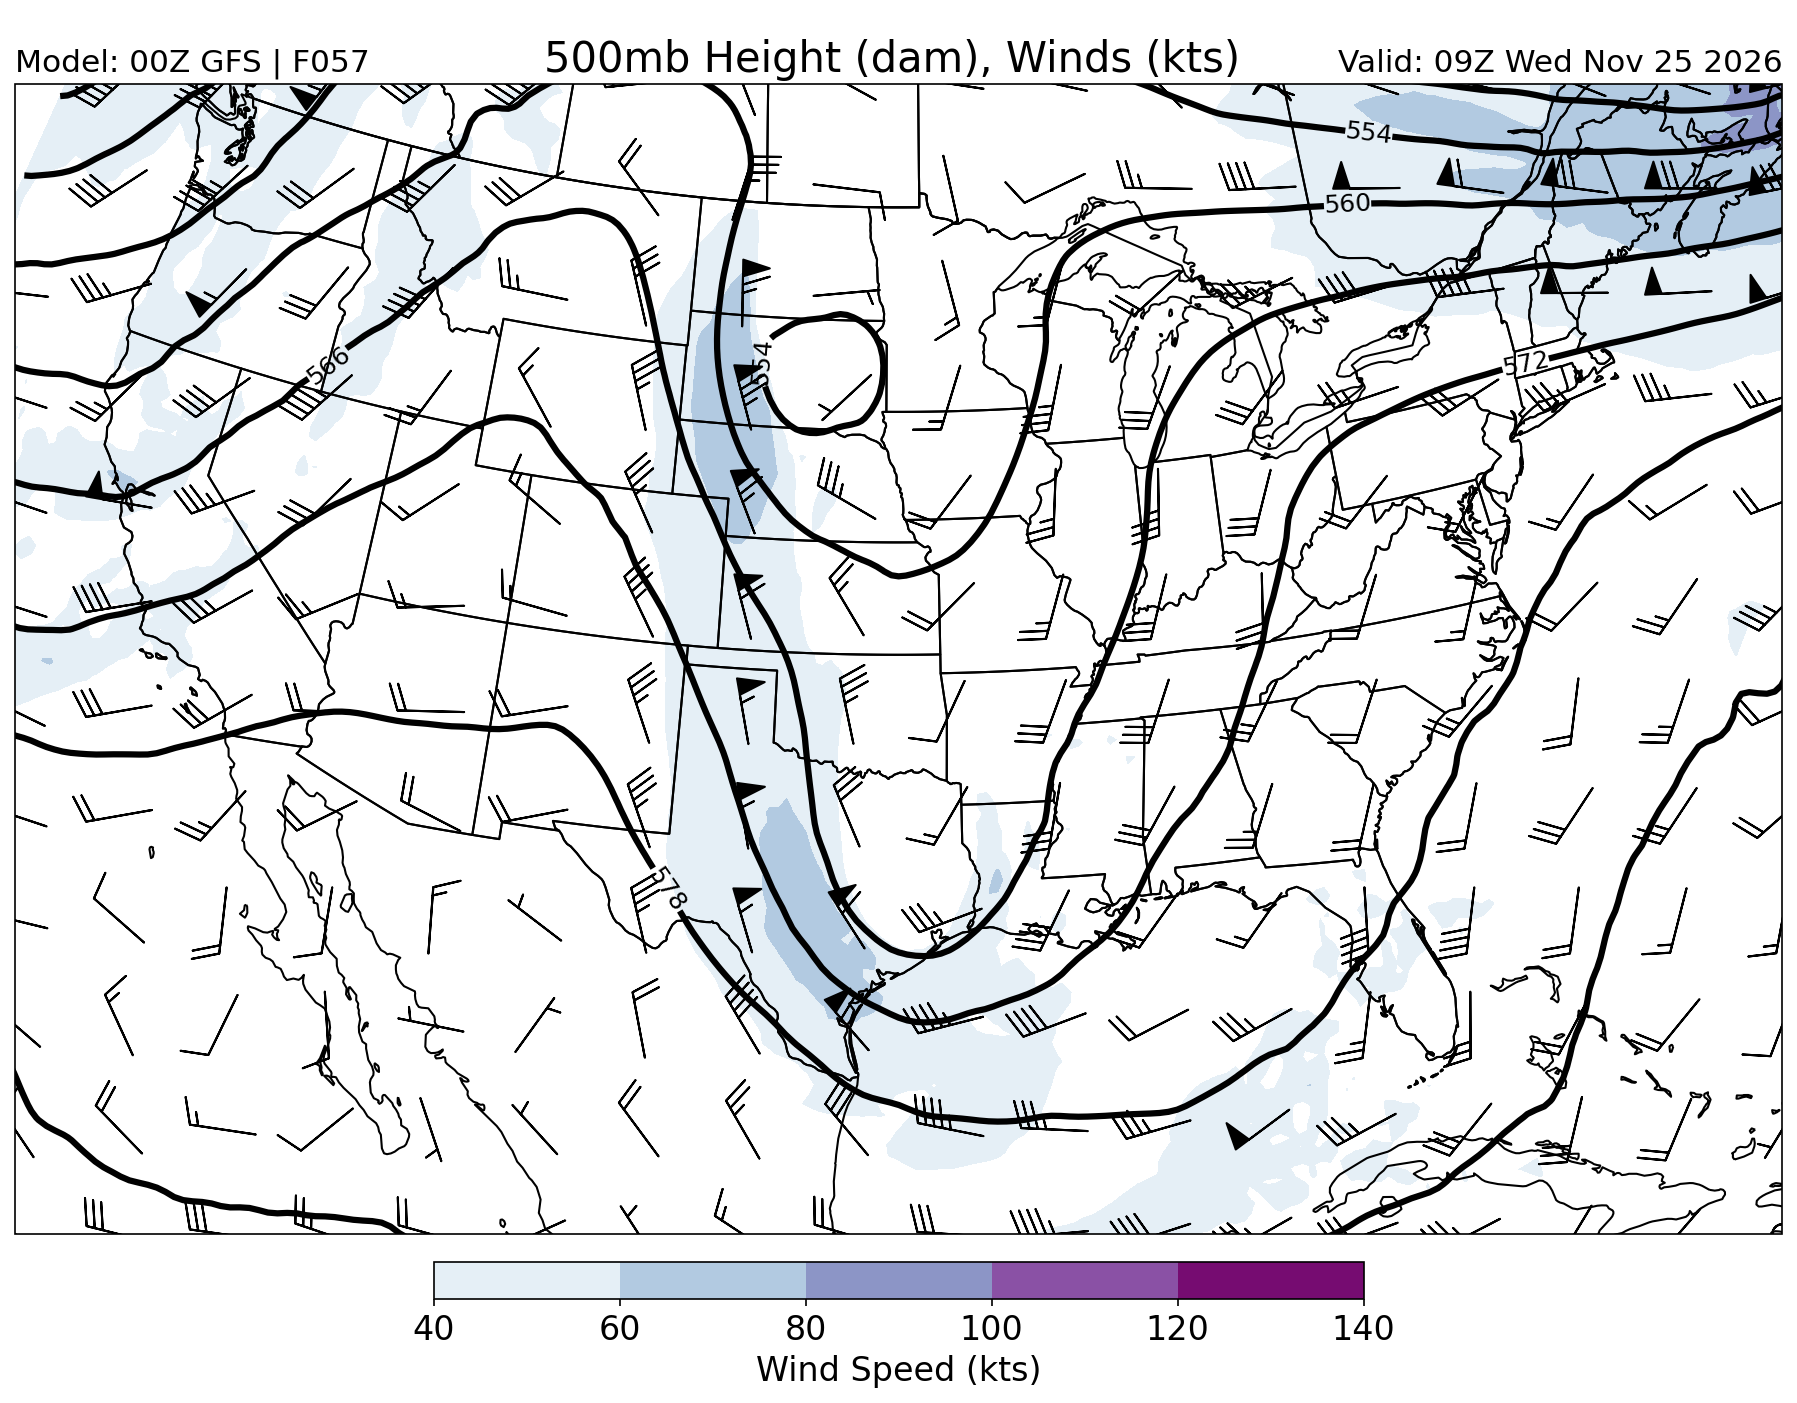 Model: 00Z GFS | F057
500mb Height (dam), Winds (kts)
Valid: 09Z Wed Nov 25 2026
554
560
566
554
572
578
40 60 80 100 120 140
Wind Speed (kts)